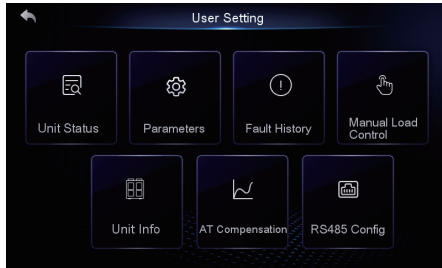 User Setting
Unit Status
Parameters
Fault History
Manual Load
Control
Unit Info
AT Compensation
RS485 Config